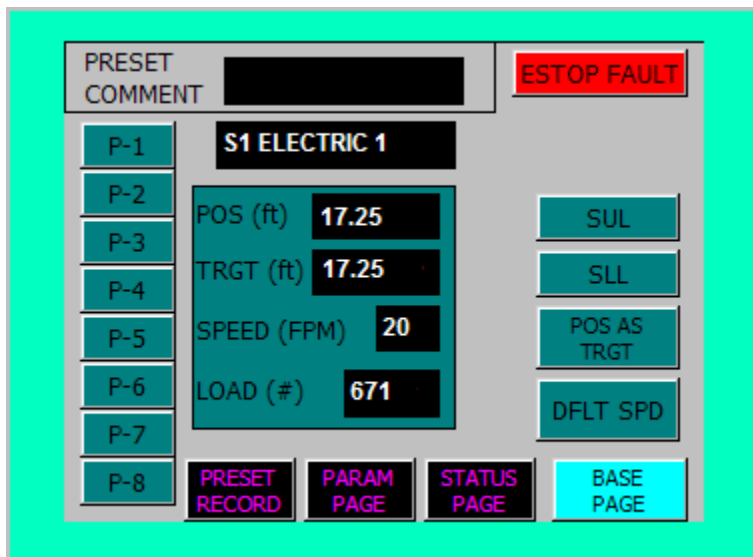 PRESET
COMMENT
ESTOP FAULT
P-1
S1 ELECTRIC 1
P-2
P-3
P-4
P-5
P-6
P-7
P-8
POS (ft) 17.25
TRGT (ft) 17.25
SPEED (FPM) 20
LOAD (#) 671
SUL
SLL
POS AS
TRGT
DFLT SPD
PRESET
RECORD
PARAM
PAGE
STATUS
PAGE
BASE
PAGE